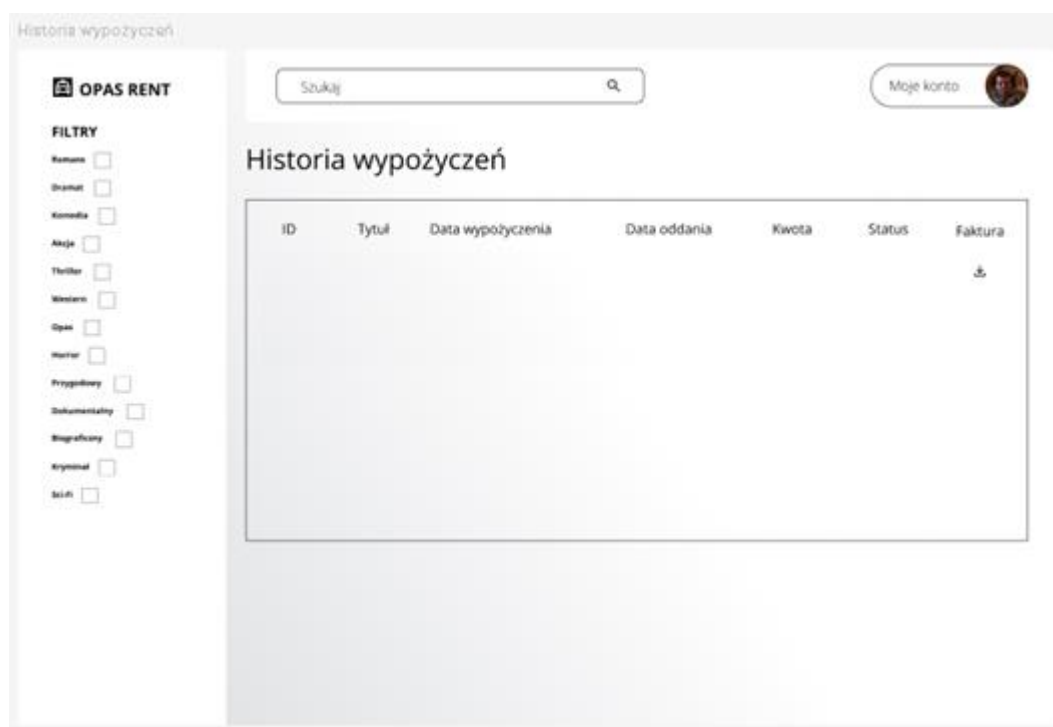 Historia wypożyczeń
OPAS RENT
Szukaj
Moje konto
FILTRY
Romans
Dramat
Komedia
Akcja
Thriller
Western
Opas
Horror
Przygodowy
Dokumentalny
Biograficzny
Kryminał
Sci-Fi
Historia wypożyczeń
ID Tytuł Data wypożyczenia Data oddania Kwota Status Faktura